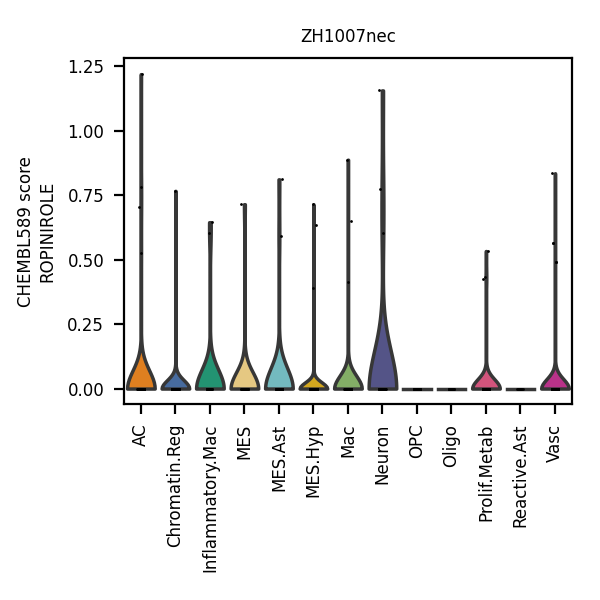 ZH1007nec
CHEMBL589 score
ROPINIROLE
1.25
1.00
0.75
0.50
0.25
0.00
AC
Chromatin.Reg
Inflammatory.Mac
MES
MES.Ast
MES.Hyp
Mac
Neuron
OPC
Oligo
Prolif.Metab
Reactive.Ast
Vasc